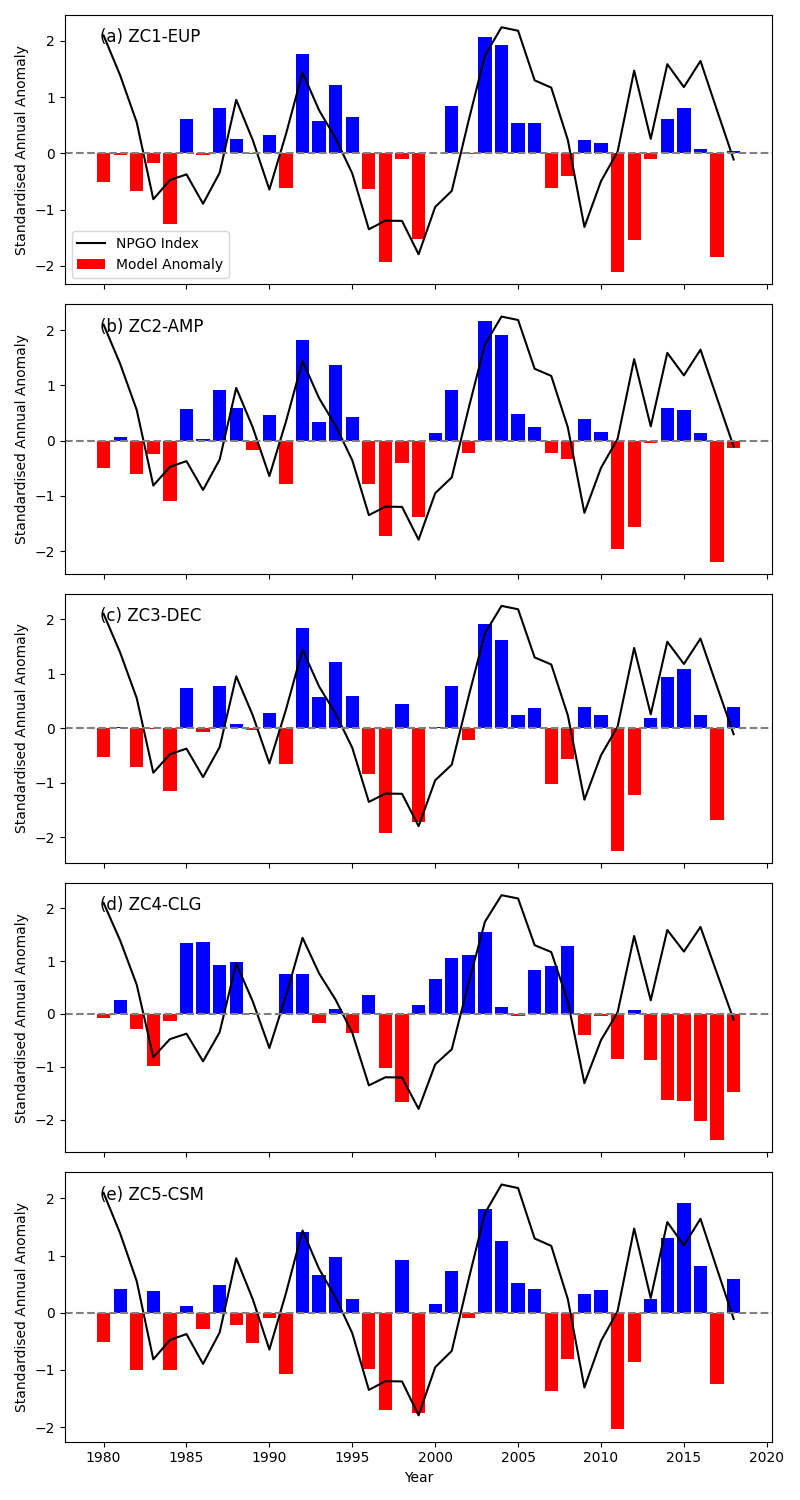 (a) ZC1-EUP
Standardised Annual Anomaly
2
1
0
−1
−2
NPGO Index
Model Anomaly
(b) ZC2-AMP
Standardised Annual Anomaly
2
1
0
−1
−2
(c) ZC3-DEC
Standardised Annual Anomaly
2
1
0
−1
−2
(d) ZC4-CLG
Standardised Annual Anomaly
2
1
0
−1
−2
(e) ZC5-CSM
Standardised Annual Anomaly
2
1
0
−1
−2
1980 1985 1990 1995 2000 2005 2010 2015 2020
Year